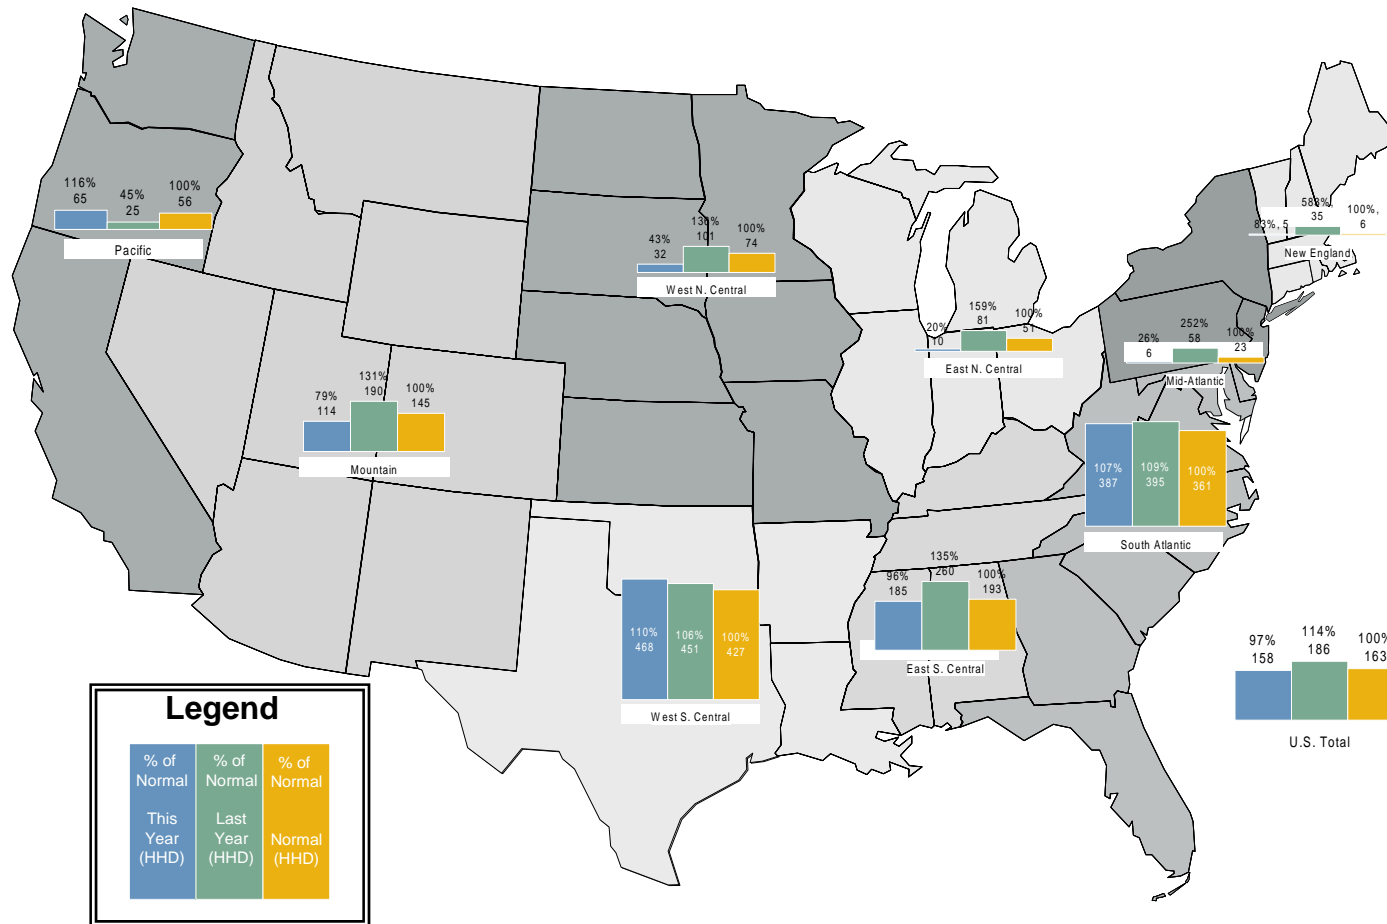 116%
65
45%
25
100%
56
Pacific
43%
32
136%
101
100%
74
West N. Central
583%,
35
83%, 5
100%,
6
New England
20%
10
159%
81
100%
51
East N. Central
26%
6
252%
58
100%
23
Mid-Atlantic
79%
114
131%
190
100%
145
Mountain
107%
387
109%
395
100%
361
South Atlantic
110%
468
106%
451
100%
427
West S. Central
96%
185
135%
260
100%
193
East S. Central
97%
158
114%
186
100%
163
U.S. Total
Legend
% of
Normal
This
Year
(HHD)
% of
Normal
Last
Year
(HHD)
% of
Normal
Normal
(HHD)